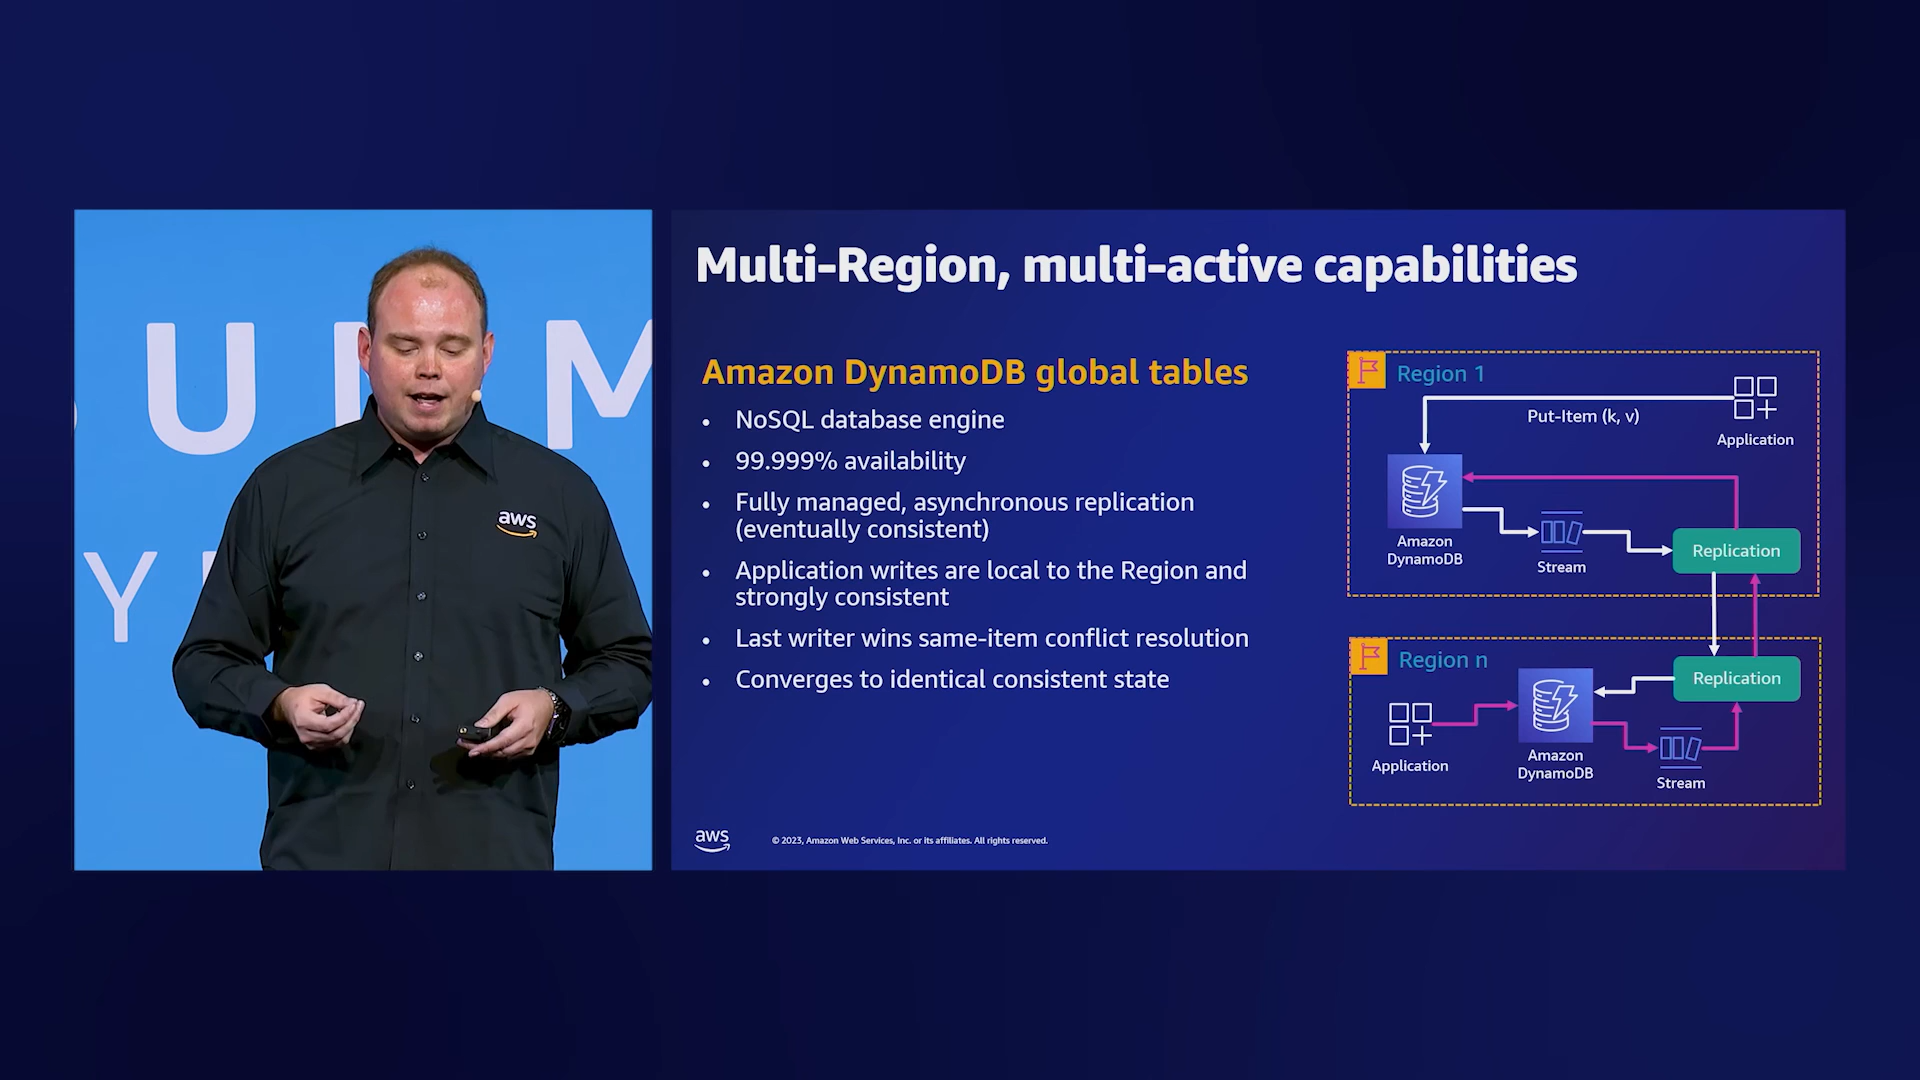 SUMM
Y
aws
Multi-Region, multi-active capabilities
Amazon DynamoDB global tables
• NoSQL database engine
• 99.999% availability
• Fully managed, asynchronous replication
(eventually consistent)
• Application writes are local to the Region and
strongly consistent
• Last writer wins same-item conflict resolution
• Converges to identical consistent state
Region 1
Put-Item (k, v)
Application
Amazon
DynamoDB
Stream
Replication
Region n
Replication
Application
Amazon
DynamoDB
Stream
aws
© 2023, Amazon Web Services, Inc. or its affiliates. All rights reserved.